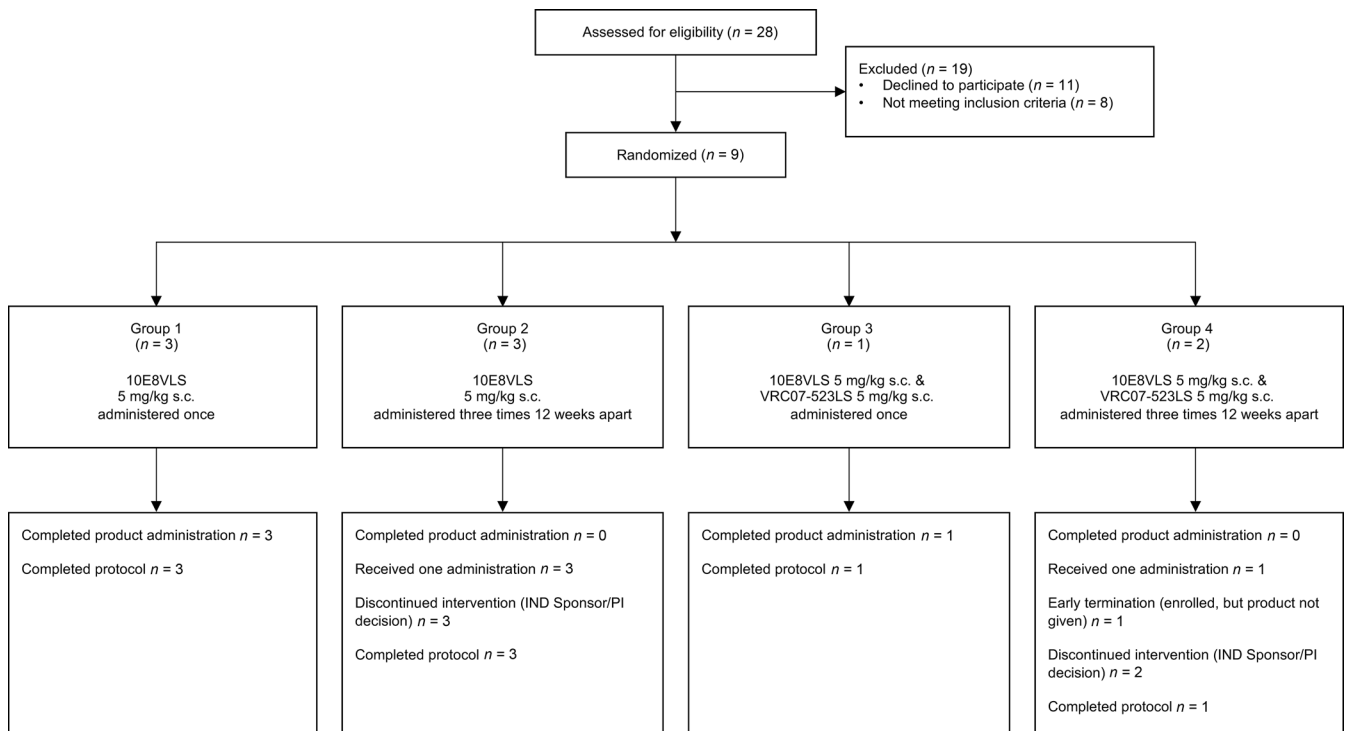 Assessed for eligibility (n = 28)
Excluded (n = 19)
• Declined to participate (n = 11)
• Not meeting inclusion criteria (n = 8)
Randomized (n = 9)
Group 1
(n = 3)
10E8VLS
5 mg/kg s.c.
administered once
Group 2
(n = 3)
10E8VLS
5 mg/kg s.c.
administered three times 12 weeks apart
Group 3
(n = 1)
10E8VLS 5 mg/kg s.c. &
VRC07-523LS 5 mg/kg s.c.
administered once
Group 4
(n = 2)
10E8VLS 5 mg/kg s.c. &
VRC07-523LS 5 mg/kg s.c.
administered three times 12 weeks apart
Completed product administration n = 3
Completed protocol n = 3
Completed product administration n = 0
Received one administration n = 3
Discontinued intervention (IND Sponsor/PI
decision) n = 3
Completed protocol n = 3
Completed product administration n = 1
Completed protocol n = 1
Completed product administration n = 0
Received one administration n = 1
Early termination (enrolled, but product not
given) n = 1
Discontinued intervention (IND Sponsor/PI
decision) n = 2
Completed protocol n = 1